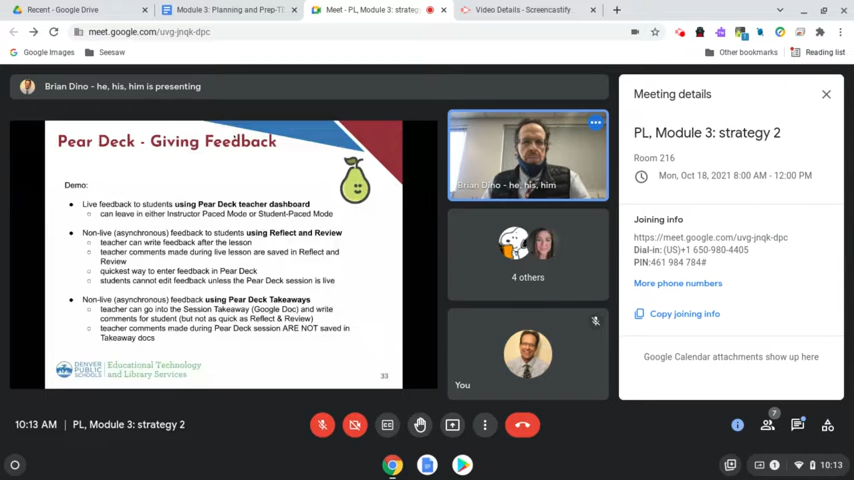 Recent - Google Drive
Module 3: Planning and Prep-TE
Meet - PL, Module 3: strateg
Video Details - Screencastify
meet.google.com/uvg-jnqk-dpc
Google Images
Seesaw
Other bookmarks
Reading list
Brian Dino - he, his, him is presenting
Pear Deck - Giving Feedback
Demo:
Live feedback to students using Pear Deck teacher dashboard
can leave in either Instructor Paced Mode or Student-Paced Mode
Non-live (asynchronous) feedback to students using Reflect and Review
teacher can write feedback after the lesson
teacher comments made during live lesson are saved in Reflect and
Review
quickest way to enter feedback in Pear Deck
students cannot edit feedback unless the Pear Deck session is live
Non-live (asynchronous) feedback using Pear Deck Takeaways
teacher can go into the Session Takeaway (Google Doc) and write
comments for student (but not as quick as Reflect & Review)
teacher comments made during Pear Deck session ARE NOT saved in
Takeaway docs
DENVER
PUBLIC
SCHOOLS
Educational Technology
and Library Services
33
Brian Dino - he, his, him
4 others
You
Meeting details
PL, Module 3: strategy 2
Room 216
Mon, Oct 18, 2021 8:00 AM - 12:00 PM
Joining info
https://meet.google.com/uvg-jnqk-dpc
Dial-in: (US)+1 650-980-4405
PIN:461 984 784#
More phone numbers
Copy joining info
Google Calendar attachments show up here
10:13 AM | PL, Module 3: strategy 2
7
1
10:13